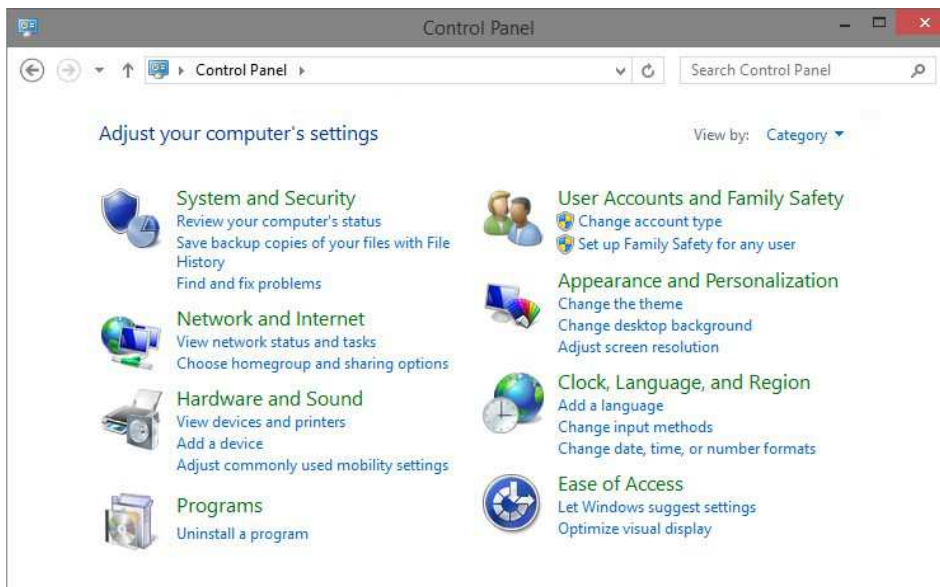 Control Panel
Control Panel
Search Control Panel
Adjust your computer's settings
View by: Category
System and Security
Review your computer's status
Save backup copies of your files with File
History
Find and fix problems
Network and Internet
View network status and tasks
Choose homegroup and sharing options
Hardware and Sound
View devices and printers
Add a device
Adjust commonly used mobility settings
Programs
Uninstall a program
User Accounts and Family Safety
Change account type
Set up Family Safety for any user
Appearance and Personalization
Change the theme
Change desktop background
Adjust screen resolution
Clock, Language, and Region
Add a language
Change input methods
Change date, time, or number formats
Ease of Access
Let Windows suggest settings
Optimize visual display